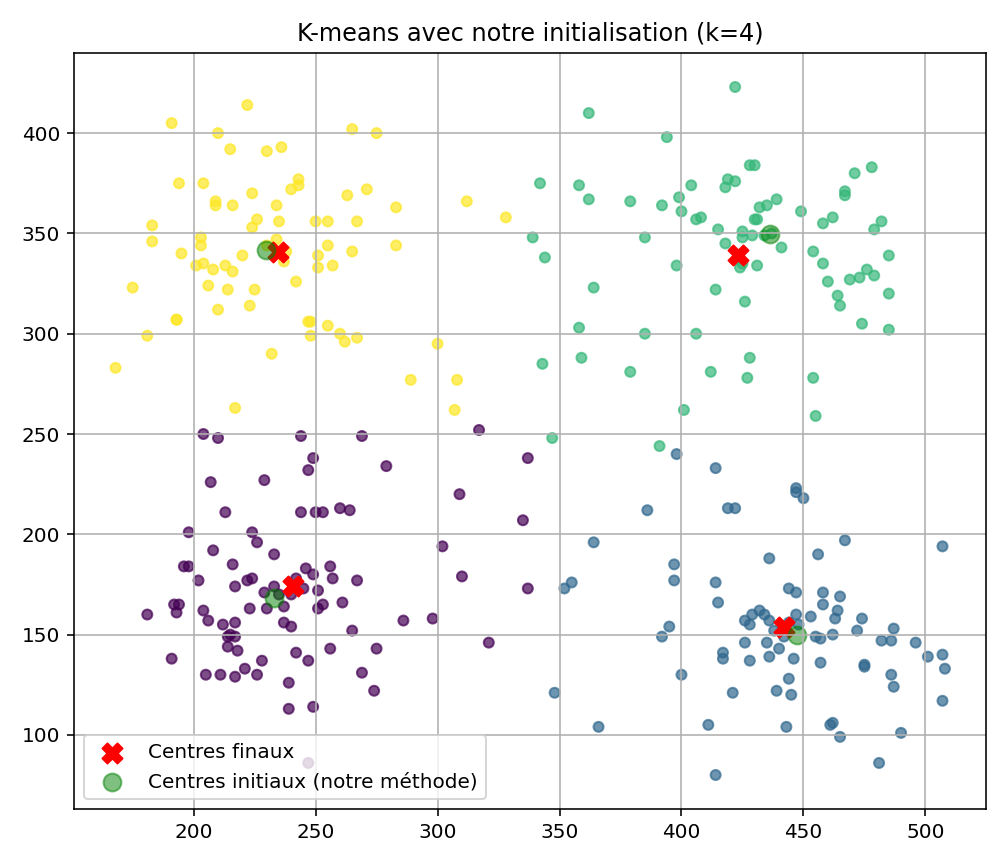 K-means avec notre initialisation (k=4)
400
350
300
250
200
150
100
Centres finaux
Centres initiaux (notre méthode)
200 250 300 350 400 450 500